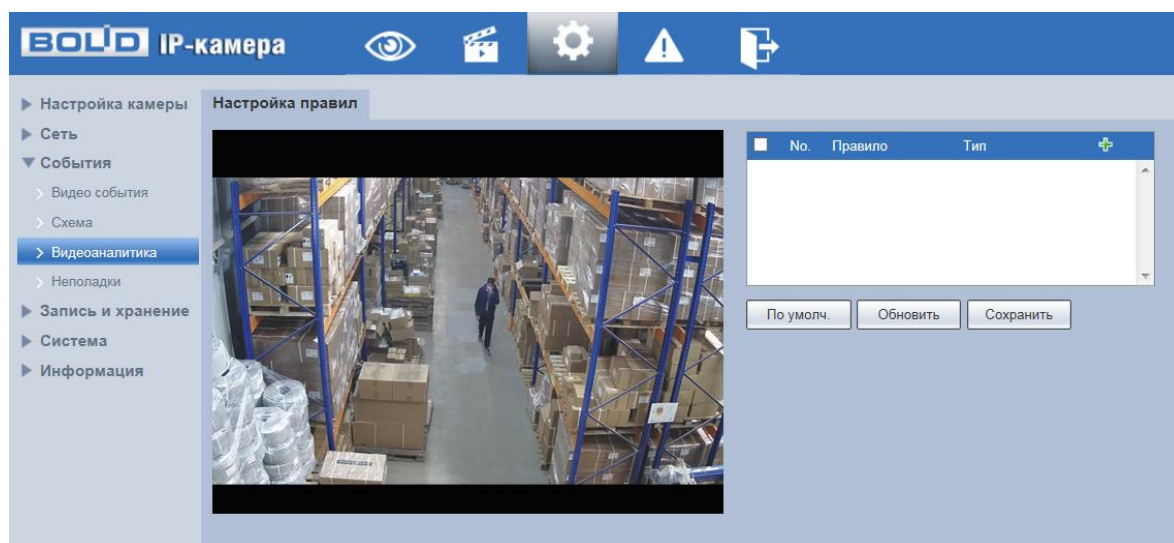 BOLID IP-камера
Настройка камеры
Сеть
События
Видео события
Схема
Видеоаналитика
Неполадки
Запись и хранение
Система
Информация
Настройка правил
No. Правило Тип
По умолч. Обновить Сохранить